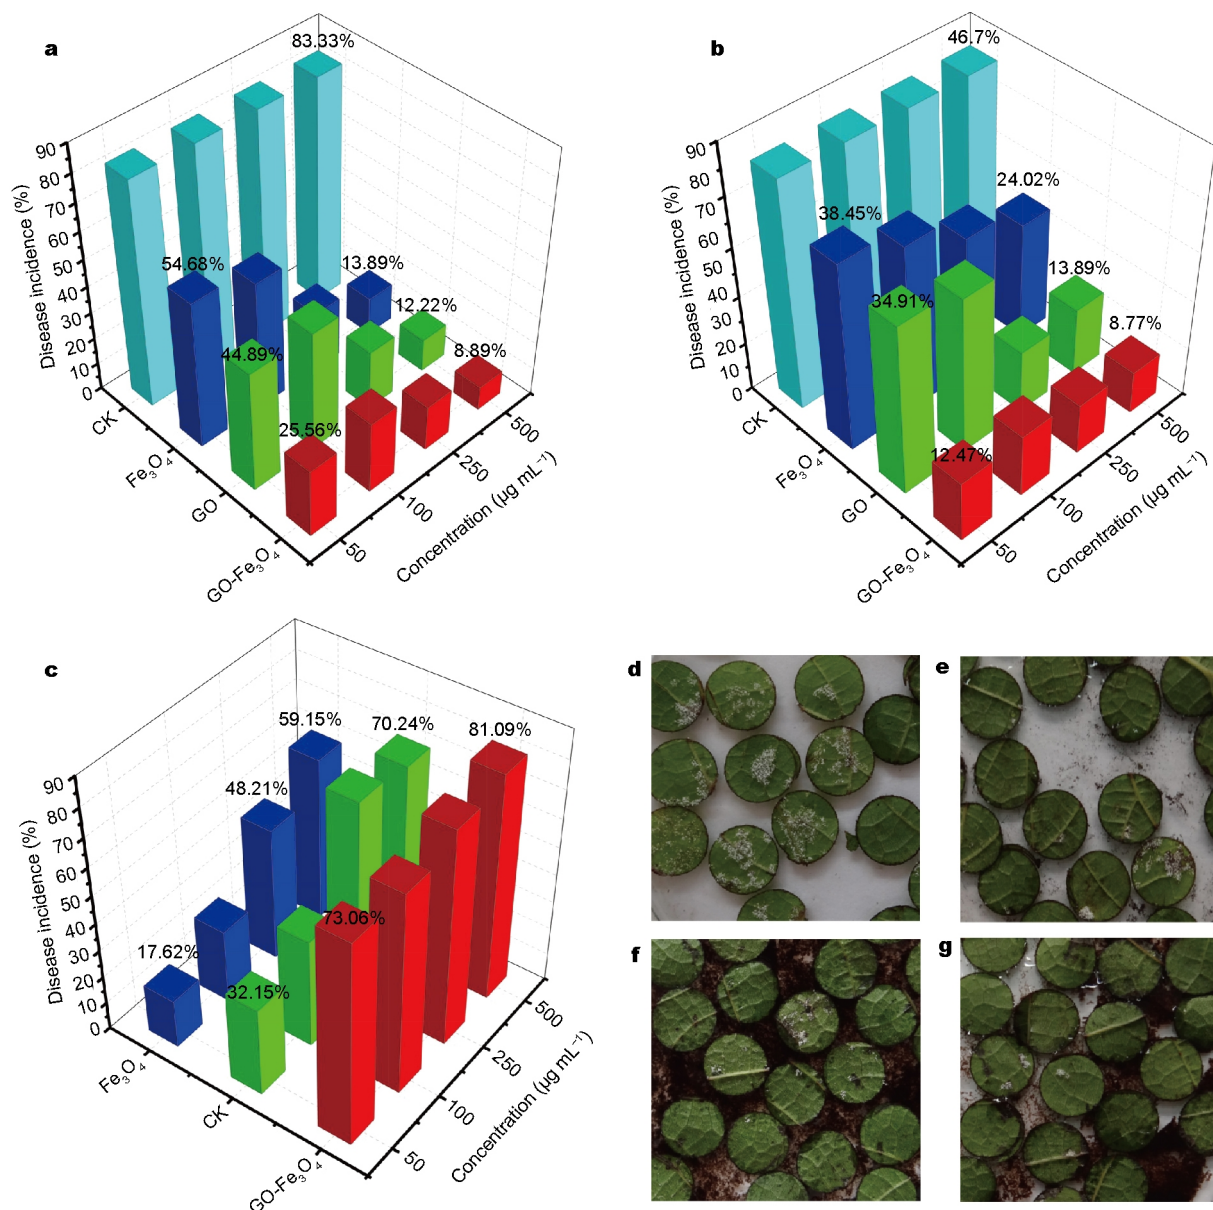 a
83.33%
54.68%
13.89%
12.22%
44.89%
8.89%
25.56%
90
80
70
60
50
40
30
20
10
0
Disease incidence (%)
CK
Fe₃O₄
GO
GO-Fe₃O₄
50
100
250
500
Concentration (µg mL⁻¹)
b
46.7%
24.02%
38.45%
13.89%
34.91%
8.77%
12.47%
90
80
70
60
50
40
30
20
10
0
Disease incidence (%)
CK
Fe₃O₄
GO
GO-Fe₃O₄
50
100
250
500
Concentration (µg mL⁻¹)
c
59.15%
70.24%
81.09%
48.21%
73.06%
17.62%
32.15%
90
80
70
60
50
40
30
20
10
0
Disease incidence (%)
Fe₃O₄
CK
GO-Fe₃O₄
50
100
250
500
Concentration (µg mL⁻¹)
d
e
f
g